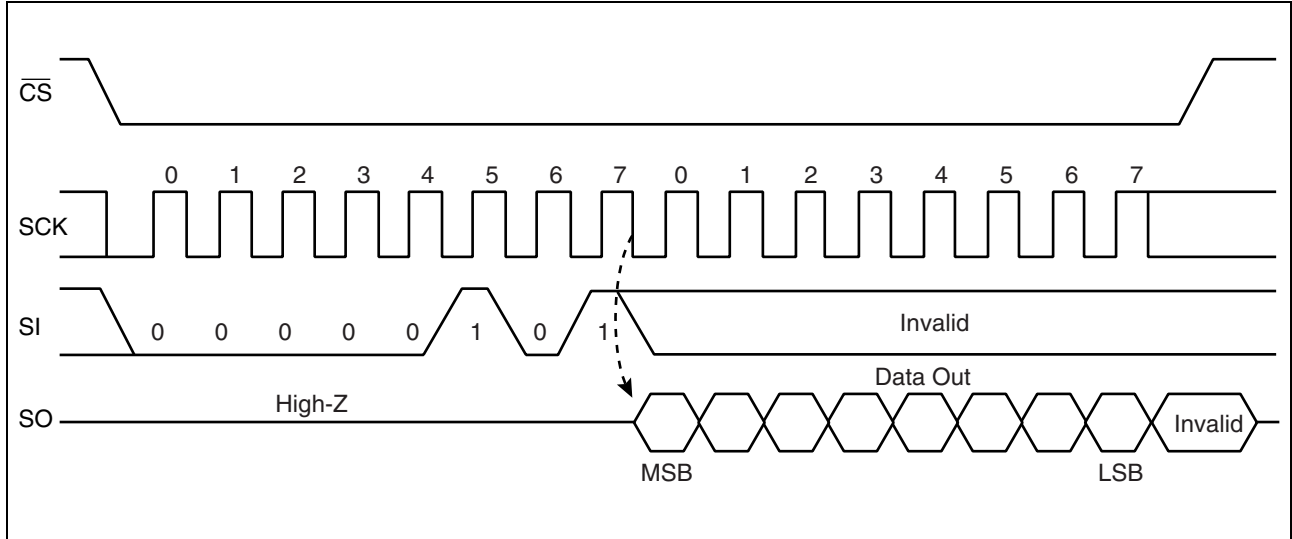 C̅S̅
0 1 2 3 4 5 6 7 0 1 2 3 4 5 6 7
SCK
SI 0 0 0 0 0 1 0 1 Invalid
Data Out
High-Z
SO Invalid
MSB LSB